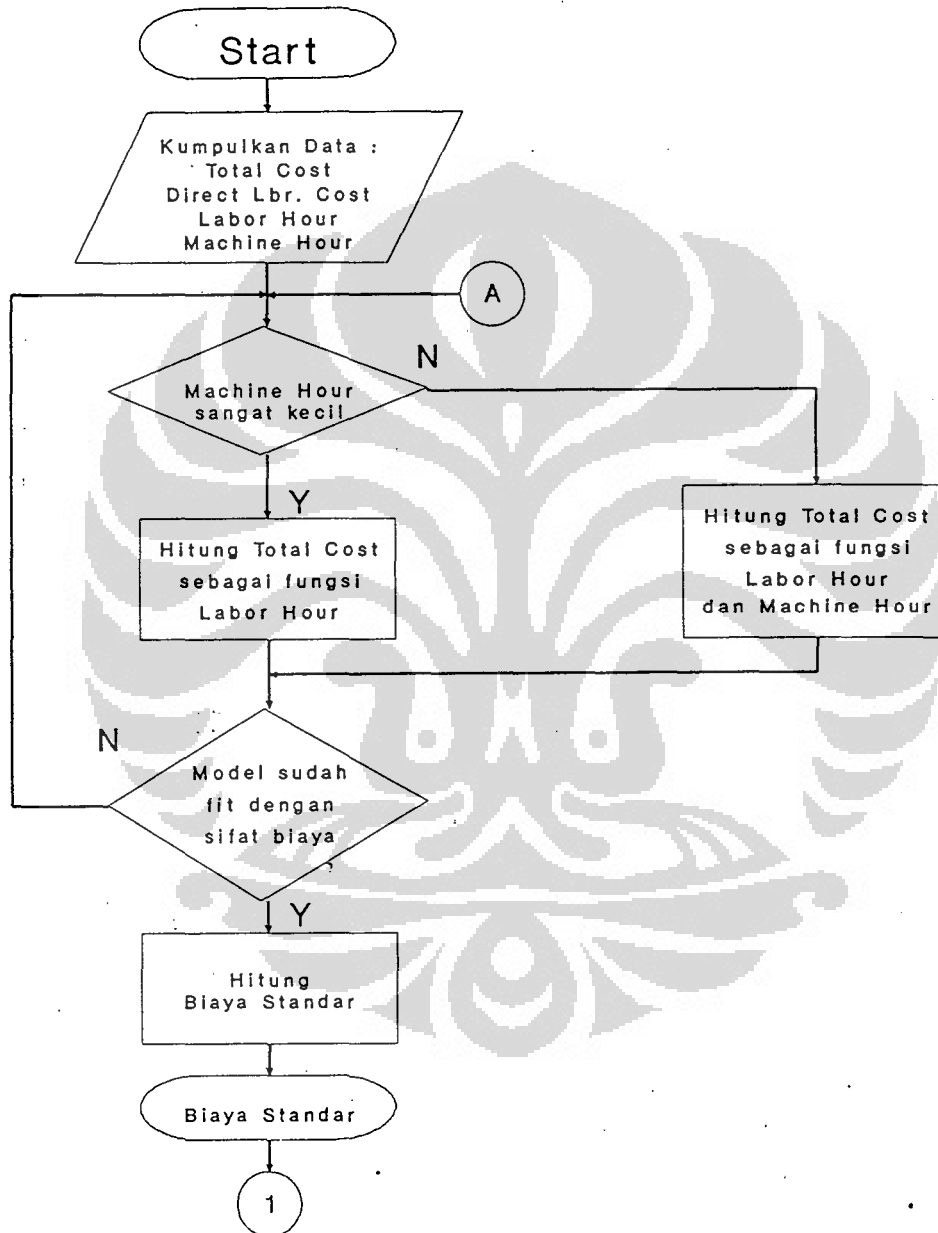 Start
Kumpulkan Data :
Total Cost
Direct Lbr. Cost
Labor Hour
Machine Hour
A
N
Machine Hour
sangat kecil
Y
Hitung Total Cost
sebagai fungsi
Labor Hour
Hitung Total Cost
sebagai fungsi
Labor Hour
dan Machine Hour
N
Model sudah
fit dengan
sifat biaya
?
Y
Hitung
Biaya Standar
Biaya Standar
1